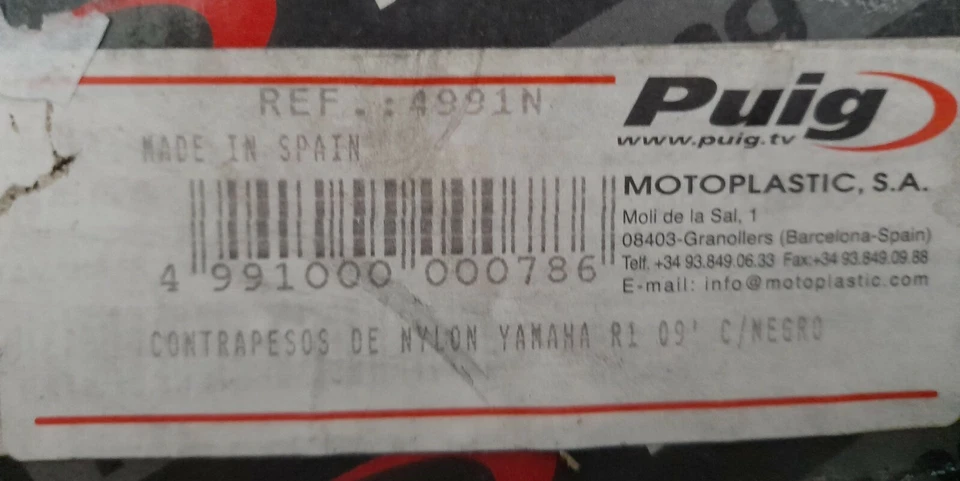 REF.:4991N
MADE IN SPAIN
4 991000 000786
CONTRAPESOS DE NYLON YAMAHA R1 09' C/NEGRO
Puig
www.puig.tv
MOTOPLASTIC, S.A.
Moli de la Sal, 1
08403-Granollers (Barcelona-Spain)
Telf. +34 93.849.06.33 Fax:+34 93.849.09.88
E-mail: info@motoplastic.com